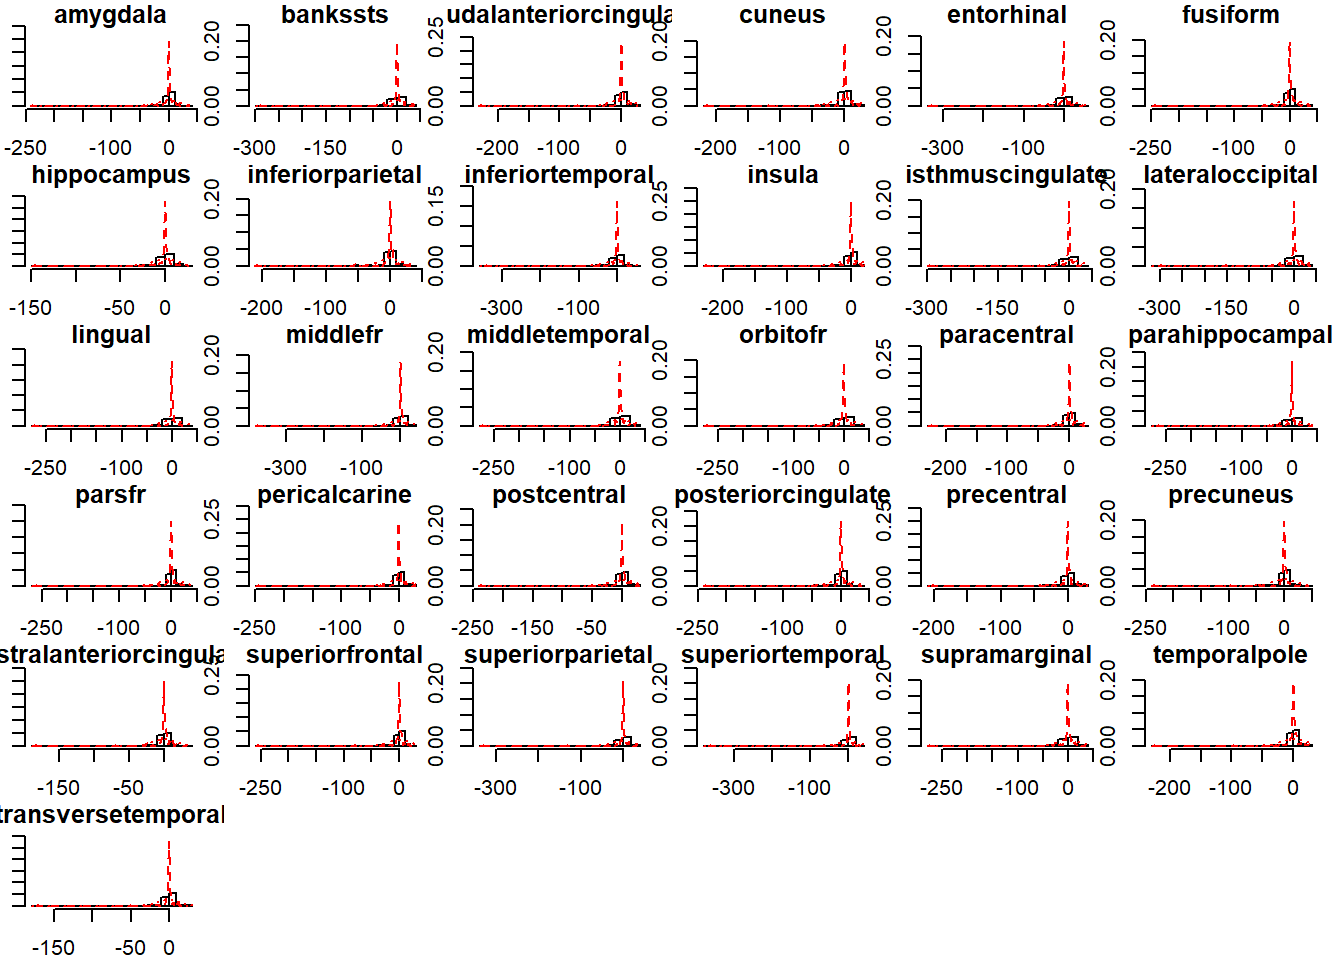 amygdala bankssts udalanteriorcingula cuneus entorhinal fusiform
0.00 0.20 0.00 0.25 0.00 0.20 0.00 0.20 0.00 0.20
-250 -100 0 -300 -150 0 -200 -100 0 -200 -100 0 -300 -100 -250 -100 0
hippocampus inferiorparietal inferiortemporal insula isthmuscingulate lateraloccipital
0.00 0.20 0.00 0.15 0.00 0.25 0.00 0.20 0.00 0.20
-150 -50 0 -200 -100 0 -300 -100 -200 -100 0 -300 -150 0 -300 -150 0
lingual middlefr middletemporal orbitofr paracentral parahippocampal
0.00 0.20 0.00 0.20 0.00 0.20 0.00 0.25 0.00 0.20
-250 -100 0 -300 -100 -250 -100 0 -250 -100 0 -200 -100 0 -250 -100 0
parsfr pericalcarine postcentral posteriorcingulate precentral precuneus
0.00 0.25 0.00 0.20 0.00 0.20 0.00 0.25 0.00 0.20
-250 -100 0 -250 -100 0 -250 -150 -50 -250 -100 0 -200 -100 0 -250 -100 0
stralanteriorcingula superiorfrontal superiorparietal superiortemporal supramarginal temporalpole
0.00 0.25 0.00 0.20 0.00 0.20 0.00 0.20 0.00 0.20
-150 -50 -250 -100 0 -300 -100 0 -300 -100 -250 -100 0 -200 -100 0
transversetemporal
-150 -50 0